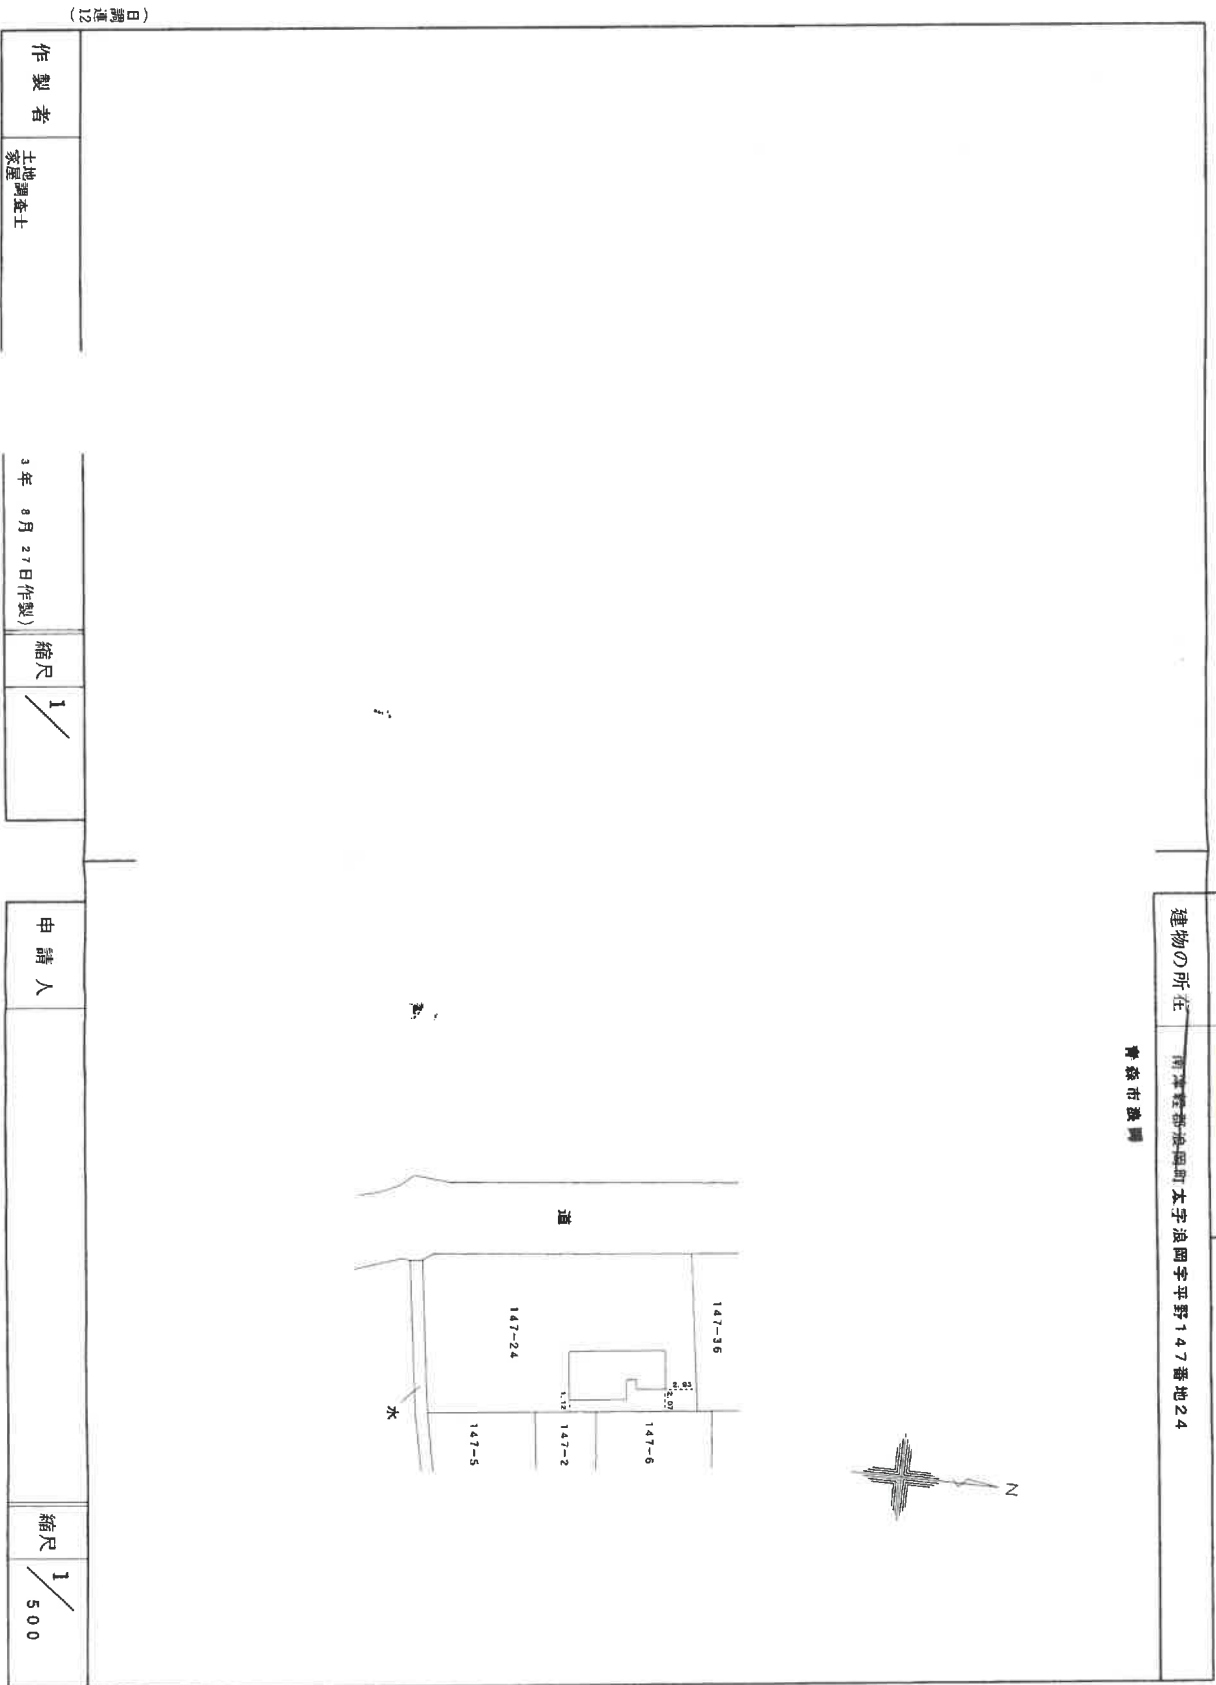 建物の所在
南津軽郡浪岡町大字浪岡字平野147番地24
青森市浪岡
道
147-36
147-24
2.07
1.12
147-6
147-2
147-5
水
N
(日調連12)
作製者
土地家屋調査士
3年 8月 27日作製)
縮尺
1/
申請人
縮尺
1/500